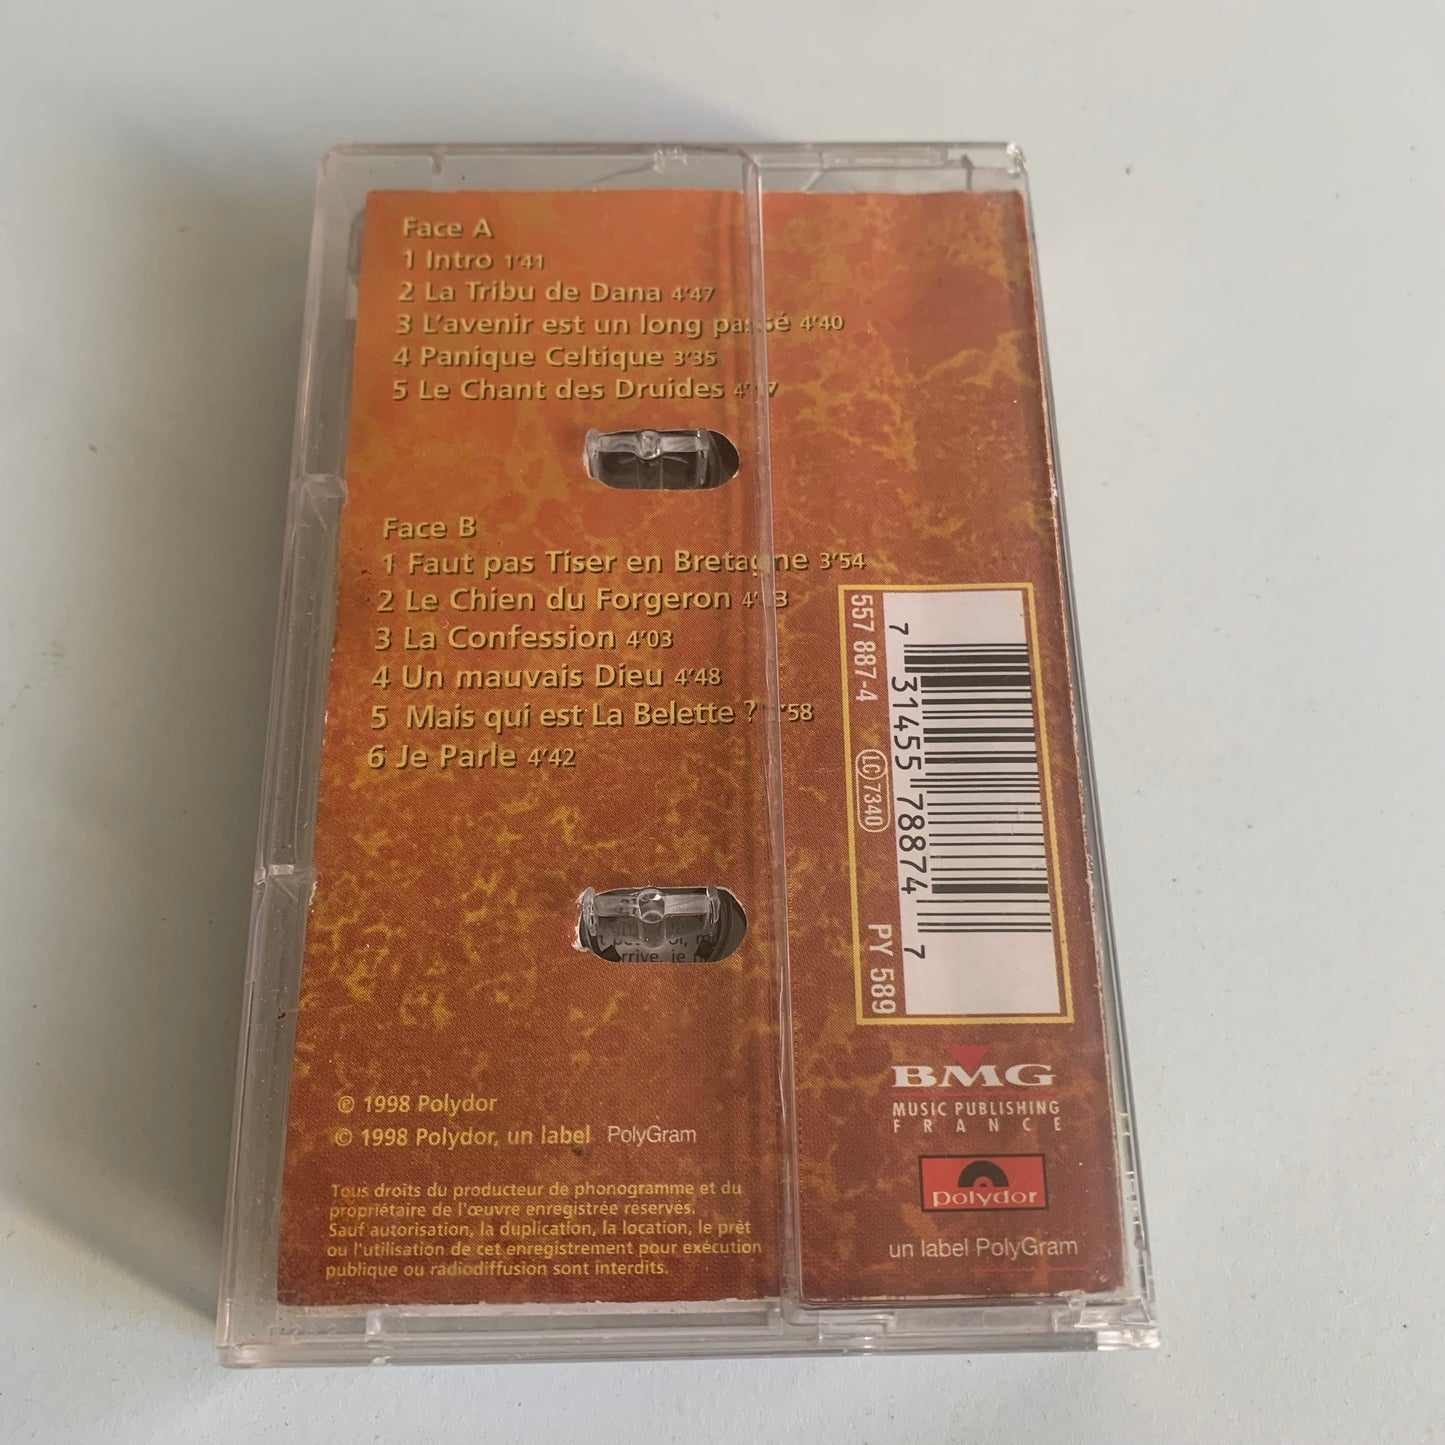 Face A
1 Intro 1'41
2 La Tribu de Dana 4'47
3 L'avenir est un long passé 4'40
4 Panique Celtique 3'35
5 Le Chant des Druides
Face B
1 Faut pas Tiser en Bretagne 3'54
2 Le Chien du Forgeron
3 La Confession 4'03
4 Un mauvais Dieu 4'48
5 Mais qui est La Belette ?
6 Je Parle 4'42
557 887-4 LC 7340 PY 589
7 31455 78874 7
℗ 1998 Polydor
© 1998 Polydor, un label PolyGram
Tous droits du producteur de phonogramme et du
propriétaire de l'œuvre enregistrée réservés.
Sauf autorisation, la duplication, la location, le prêt
ou l'utilisation de cet enregistrement pour exécution
publique ou radiodiffusion sont interdits.
BMG
MUSIC PUBLISHING
FRANCE
polydor
un label PolyGram